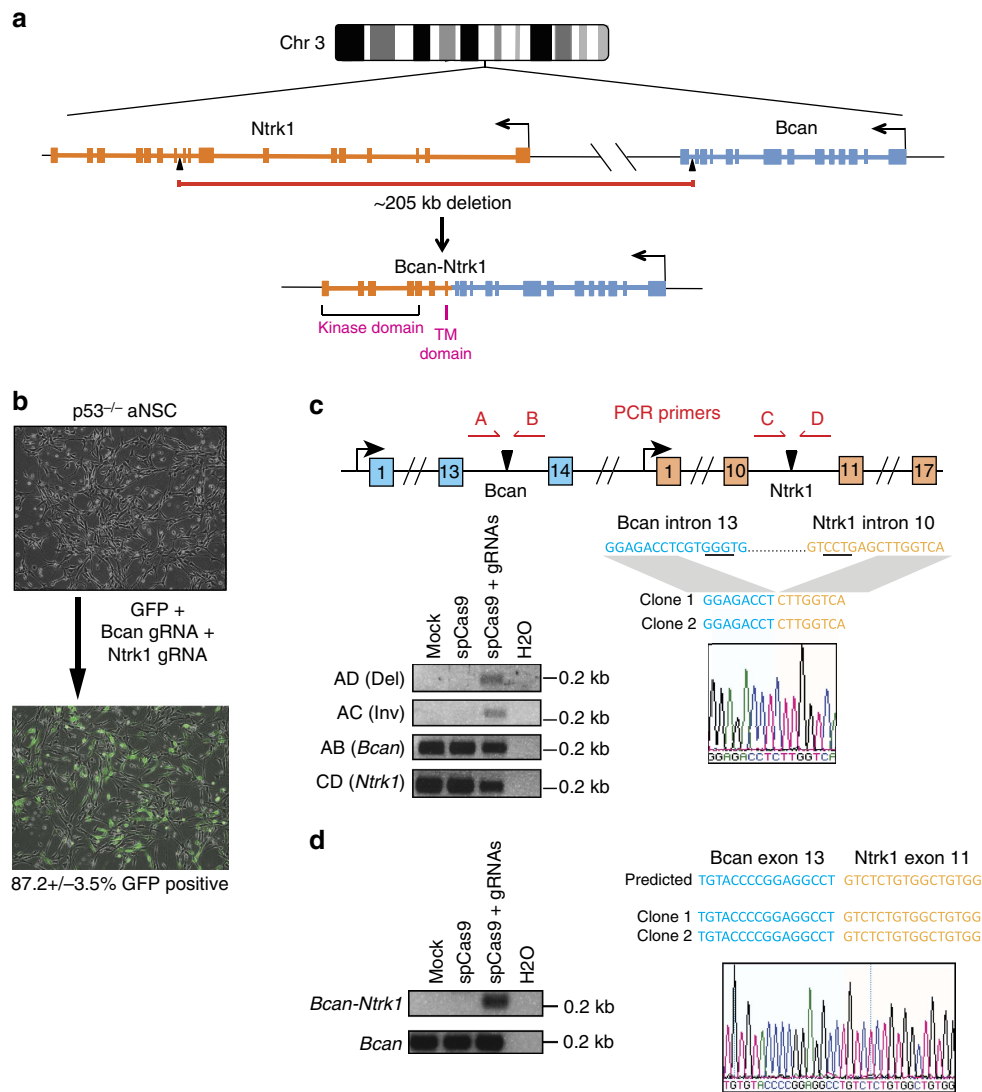 a
Chr 3
Ntrk1
Bcan
~205 kb deletion
Bcan-Ntrk1
Kinase domain
TM
domain
b
p53–/– aNSC
GFP +
Bcan gRNA +
Ntrk1 gRNA
87.2+/–3.5% GFP positive
c
A
B
PCR primers
C
D
1
13
14
1
10
11
17
Bcan
Ntrk1
Bcan intron 13
Ntrk1 intron 10
GGAGACCTCGTGGGTG..............GTCCTGAGCTTGGTCA
Clone 1 GGAGACCT CTTGGTCA
Clone 2 GGAGACCT CTTGGTCA
GGAGACCTCTTGGTCA
Mock
spCas9
spCas9 + gRNAs
H2O
AD (Del)
0.2 kb
AC (Inv)
0.2 kb
AB (Bcan)
0.2 kb
CD (Ntrk1)
0.2 kb
d
Mock
spCas9
spCas9 + gRNAs
H2O
Bcan-Ntrk1
0.2 kb
Bcan
0.2 kb
Bcan exon 13
Ntrk1 exon 11
Predicted TGTACCCCGGAGGCCT GTCTCTGTGGCTGTGG
Clone 1 TGTACCCCGGAGGCCT GTCTCTGTGGCTGTGG
Clone 2 TGTACCCCGGAGGCCT GTCTCTGTGGCTGTGG
TGTGTACCCCGGAGGCCTGTCTCTGTGGCTGTGG